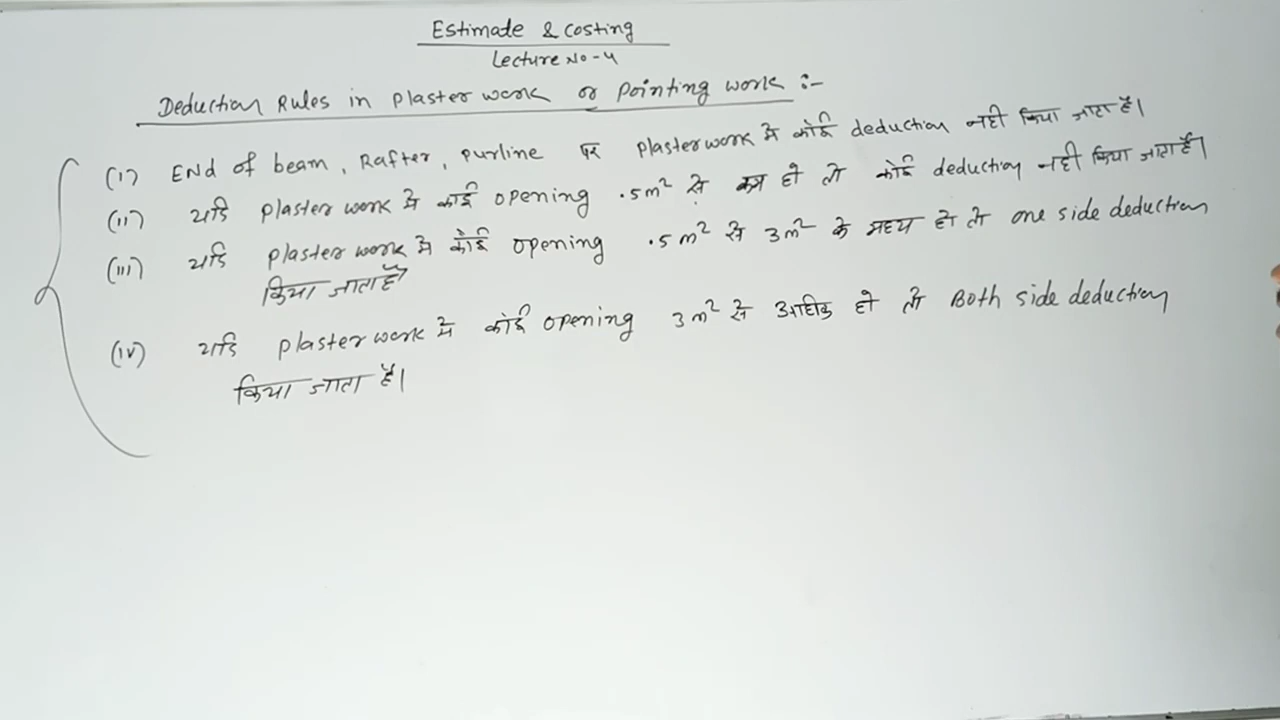 Estimate & costing
Lecture No-4
Deduction Rules in plaster work or pointing work :-
(i) End of beam, Rafter, purline पर plaster work मे कोई deduction नही किया जाता है।
(ii) यदि plaster work मे कोई opening .5m² से कम हो तो कोई deduction नही किया जाता है।
(iii) यदि plaster work मे कोई opening .5m² से 3m² के मध्य हो तो one side deduction
किया जाता है
(iv) यदि plaster work मे कोई opening 3m² से अधीक हो तो Both side deduction
किया जाता है।